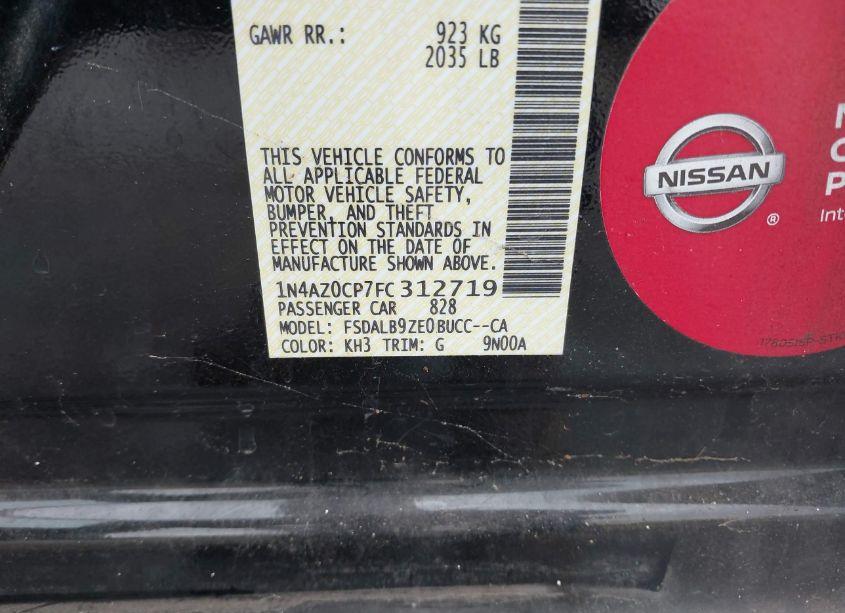 GAWR RR.: 923 KG
2035 LB
THIS VEHICLE CONFORMS TO
ALL APPLICABLE FEDERAL
MOTOR VEHICLE SAFETY,
BUMPER, AND THEFT
PREVENTION STANDARDS IN
EFFECT ON THE DATE OF
MANUFACTURE SHOWN ABOVE.
1N4AZ0CP7FC312719
PASSENGER CAR 828
MODEL: FSDALB9ZE0BUCC--CA
COLOR: KH3 TRIM: G 9N00A
NISSAN
®